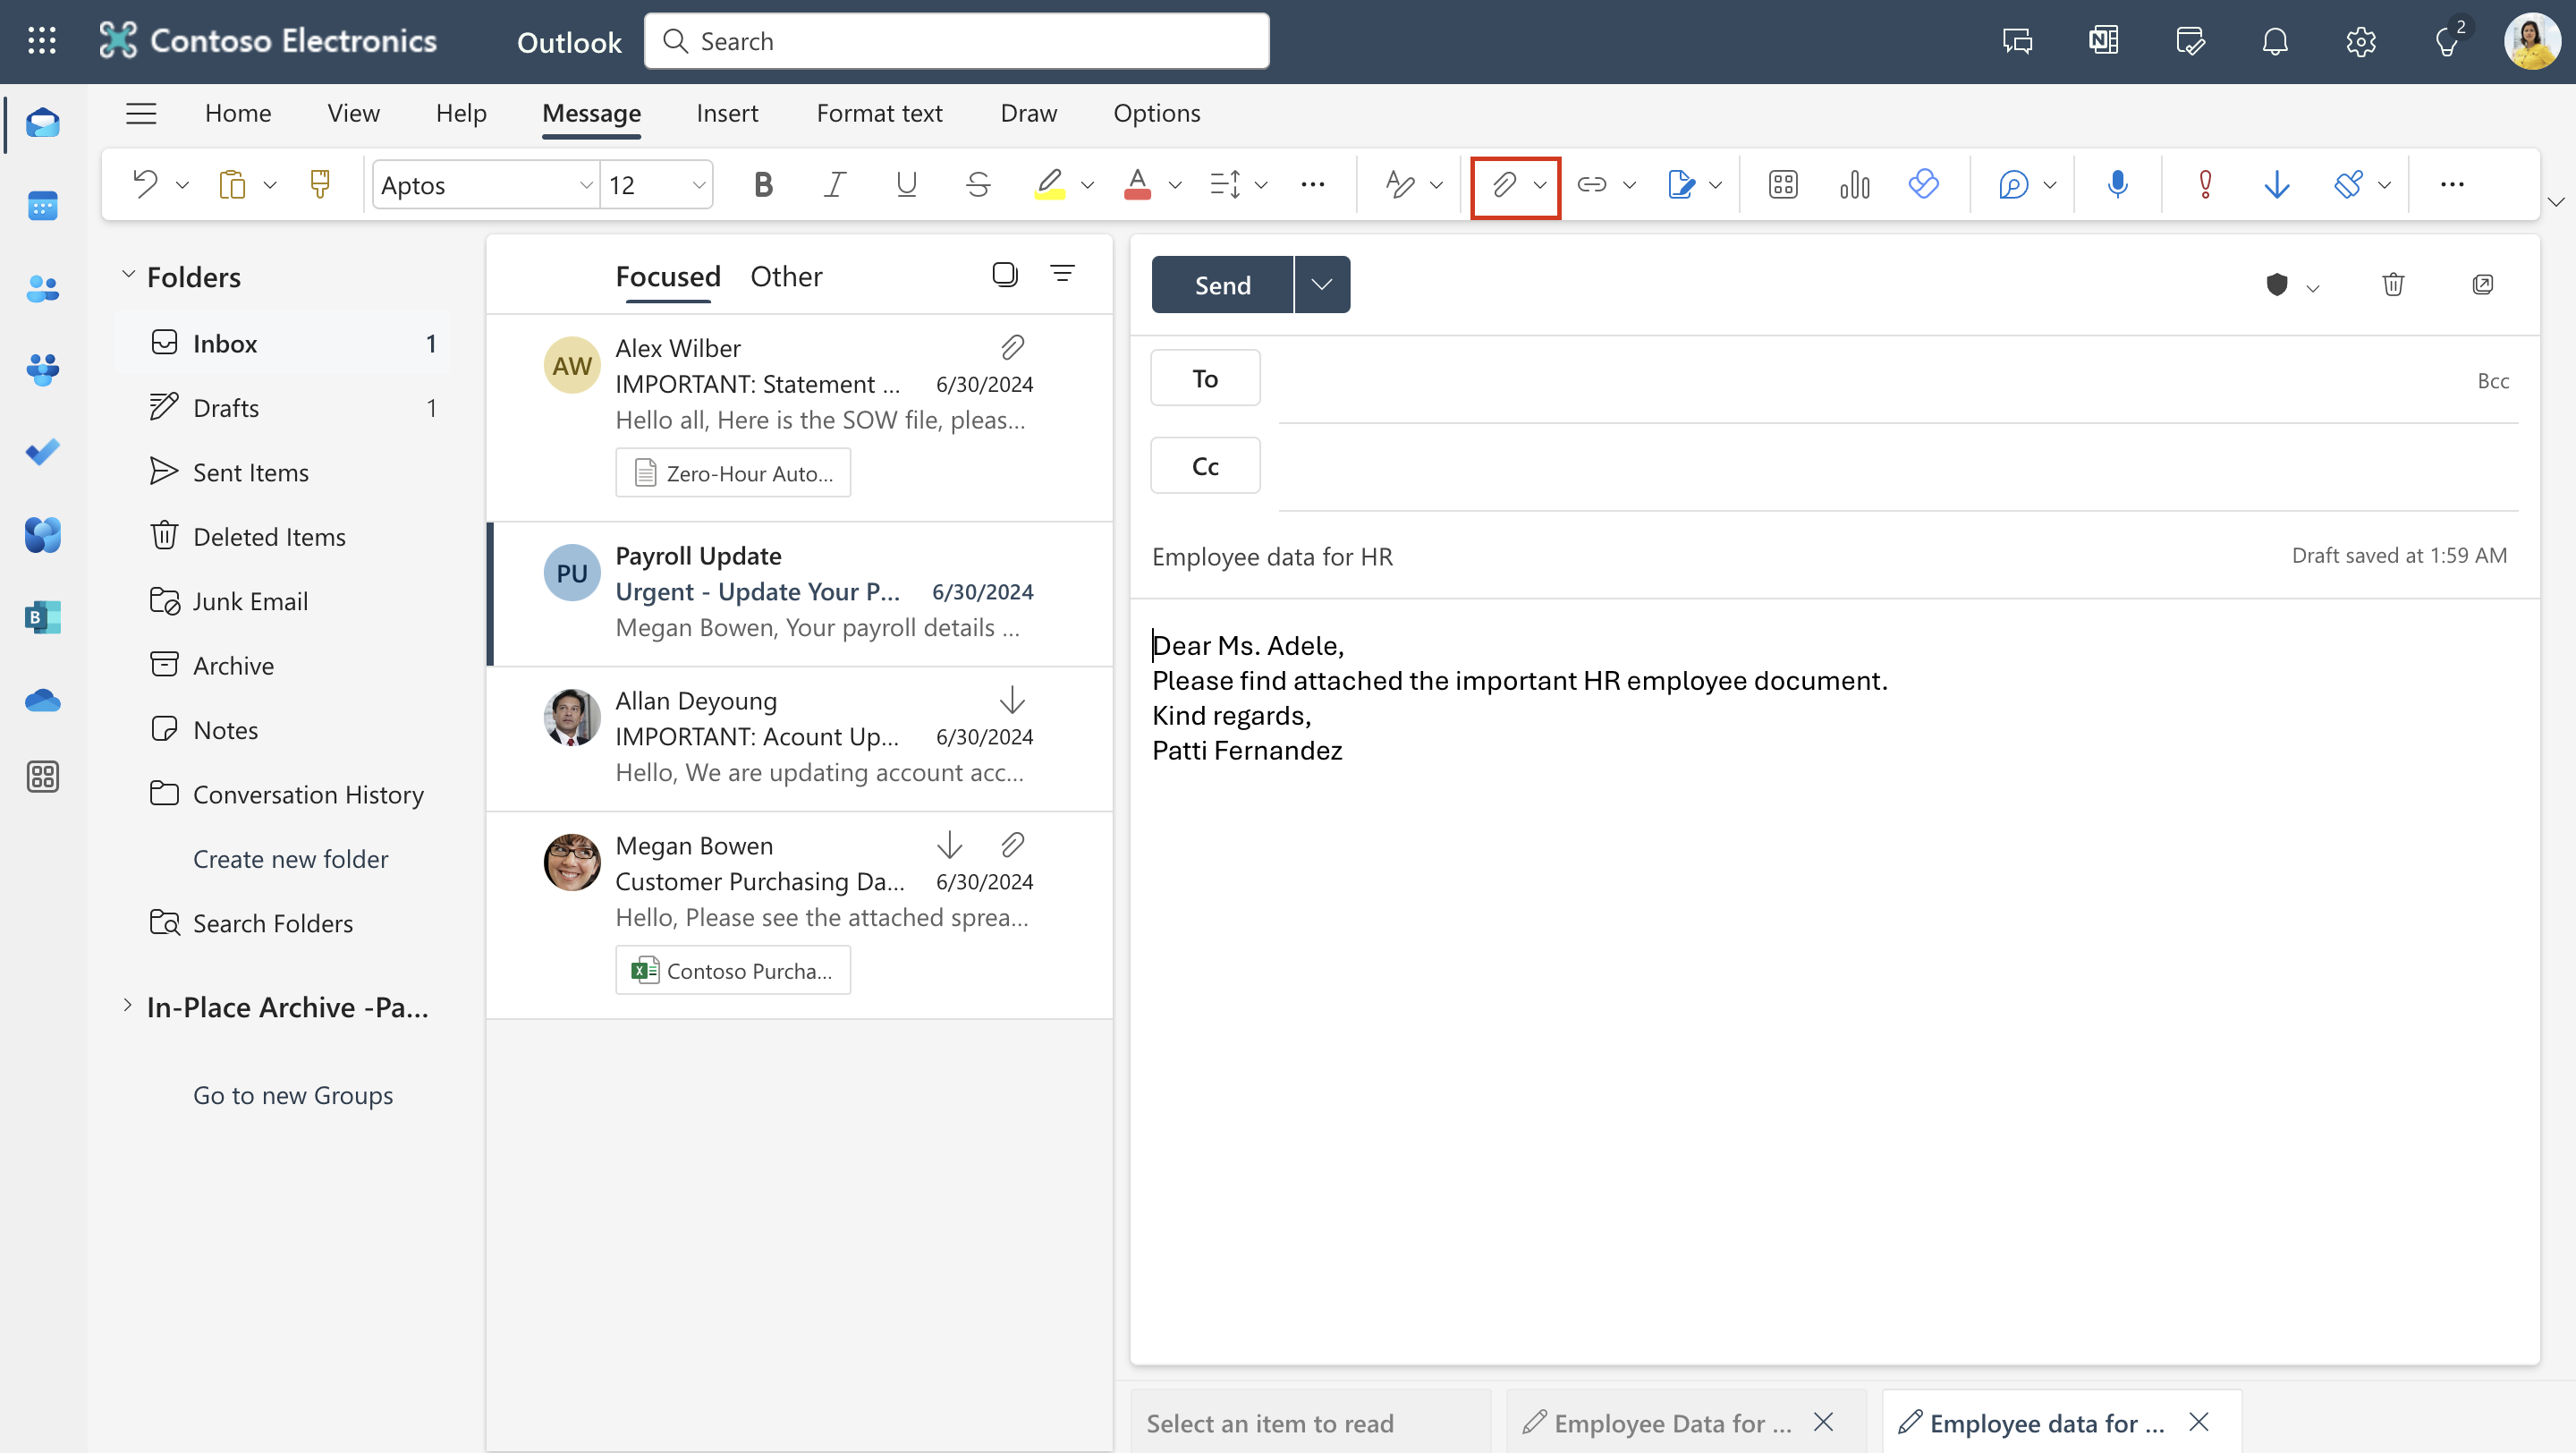 Contoso Electronics
Outlook
Search
2
Home View Help Message Insert Format text Draw Options
Aptos 12
Folders
Inbox 1
Drafts 1
Sent Items
Deleted Items
Junk Email
Archive
Notes
Conversation History
Create new folder
Search Folders
In-Place Archive -Pa...
Go to new Groups
Focused Other
AW
Alex Wilber
IMPORTANT: Statement ... 6/30/2024
Hello all, Here is the SOW file, pleas...
Zero-Hour Auto...
PU
Payroll Update
Urgent - Update Your P... 6/30/2024
Megan Bowen, Your payroll details ...
Allan Deyoung
IMPORTANT: Acount Up... 6/30/2024
Hello, We are updating account acc...
Megan Bowen
Customer Purchasing Da... 6/30/2024
Hello, Please see the attached sprea...
Contoso Purcha...
Send
To Bcc
Cc
Employee data for HR Draft saved at 1:59 AM
Dear Ms. Adele,
Please find attached the important HR employee document.
Kind regards,
Patti Fernandez
Select an item to read Employee Data for ... Employee data for ...